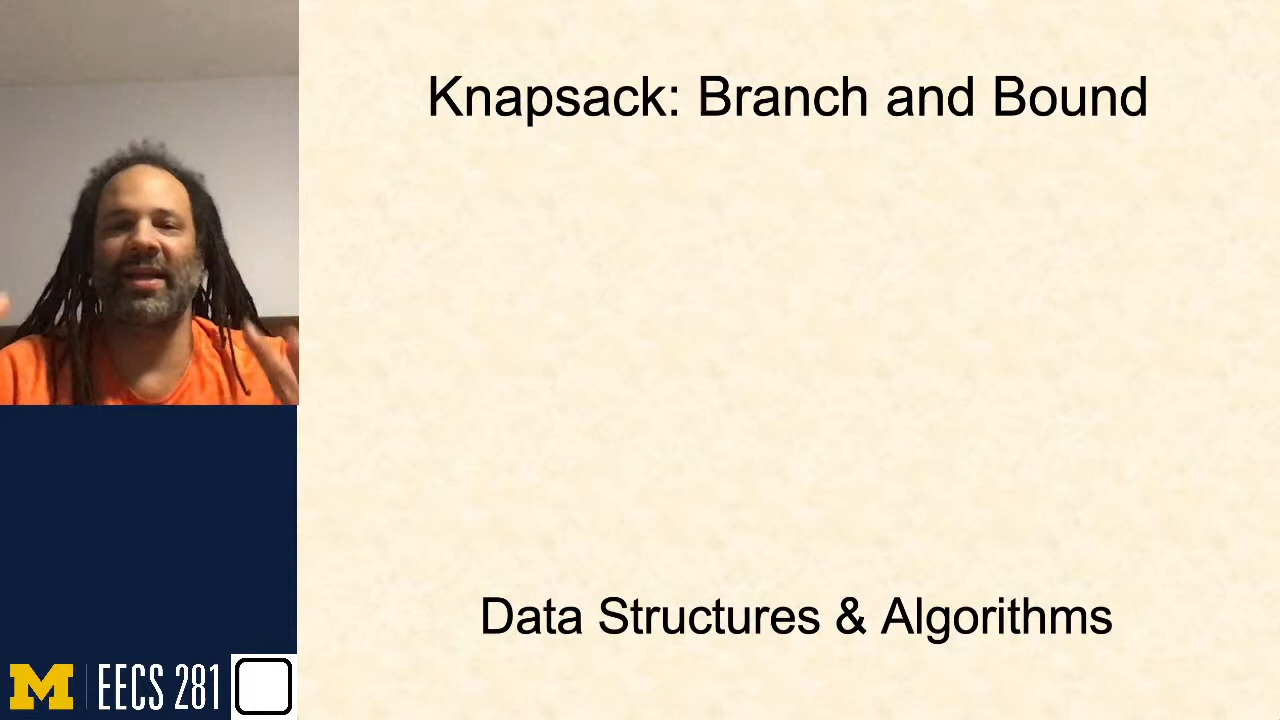 Knapsack: Branch and Bound
Data Structures & Algorithms
M EECS 281